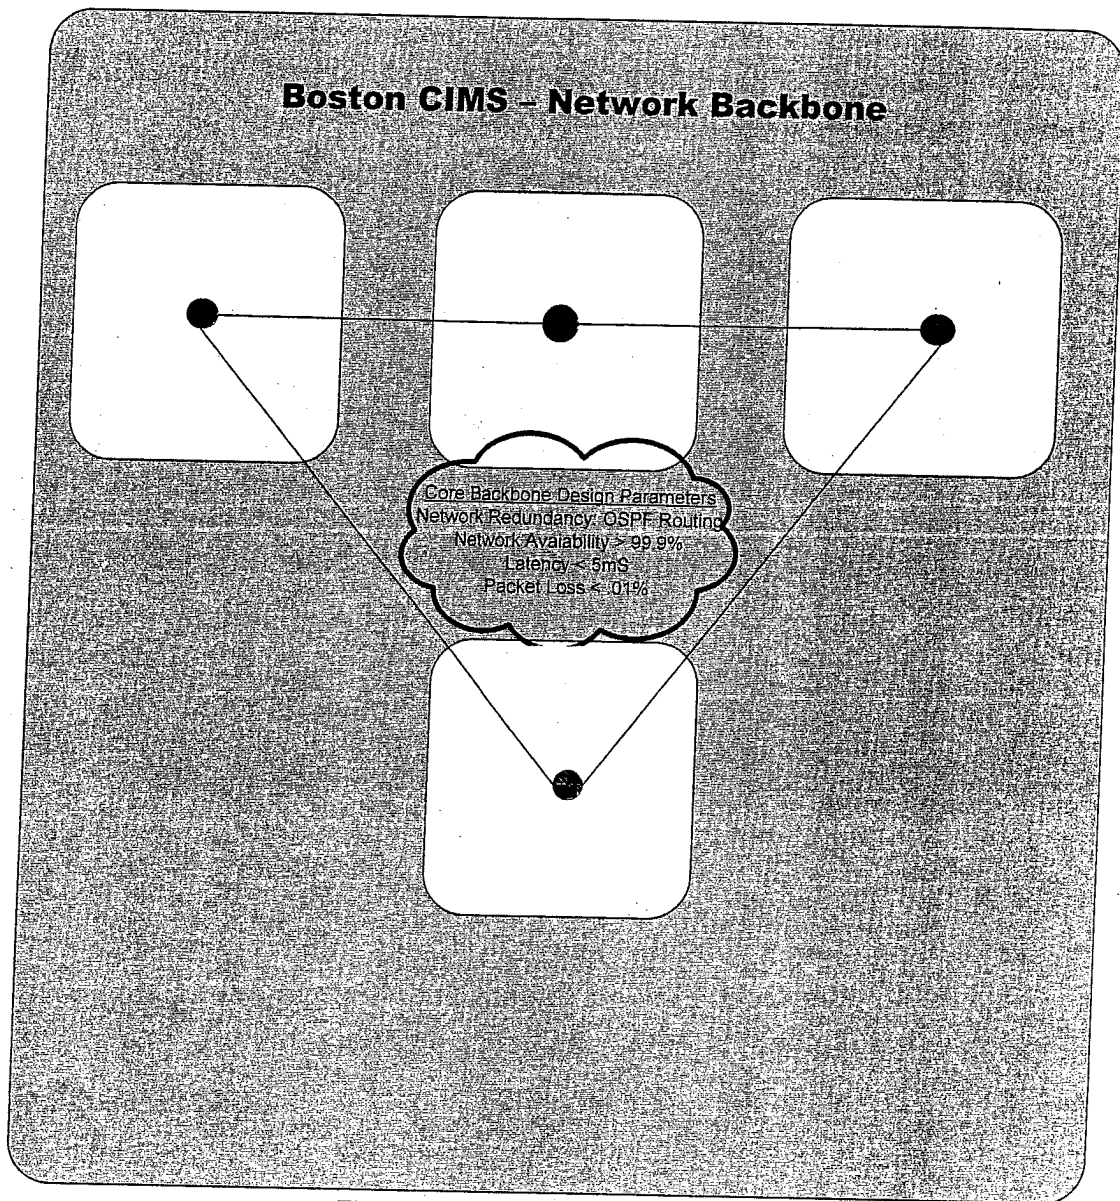 Boston CIMS – Network Backbone
Core Backbone Design Parameters
Network Redundancy: OSPF Routing
Network Avalability > 99.9%
Latency < 5mS
Packet Loss < .01%